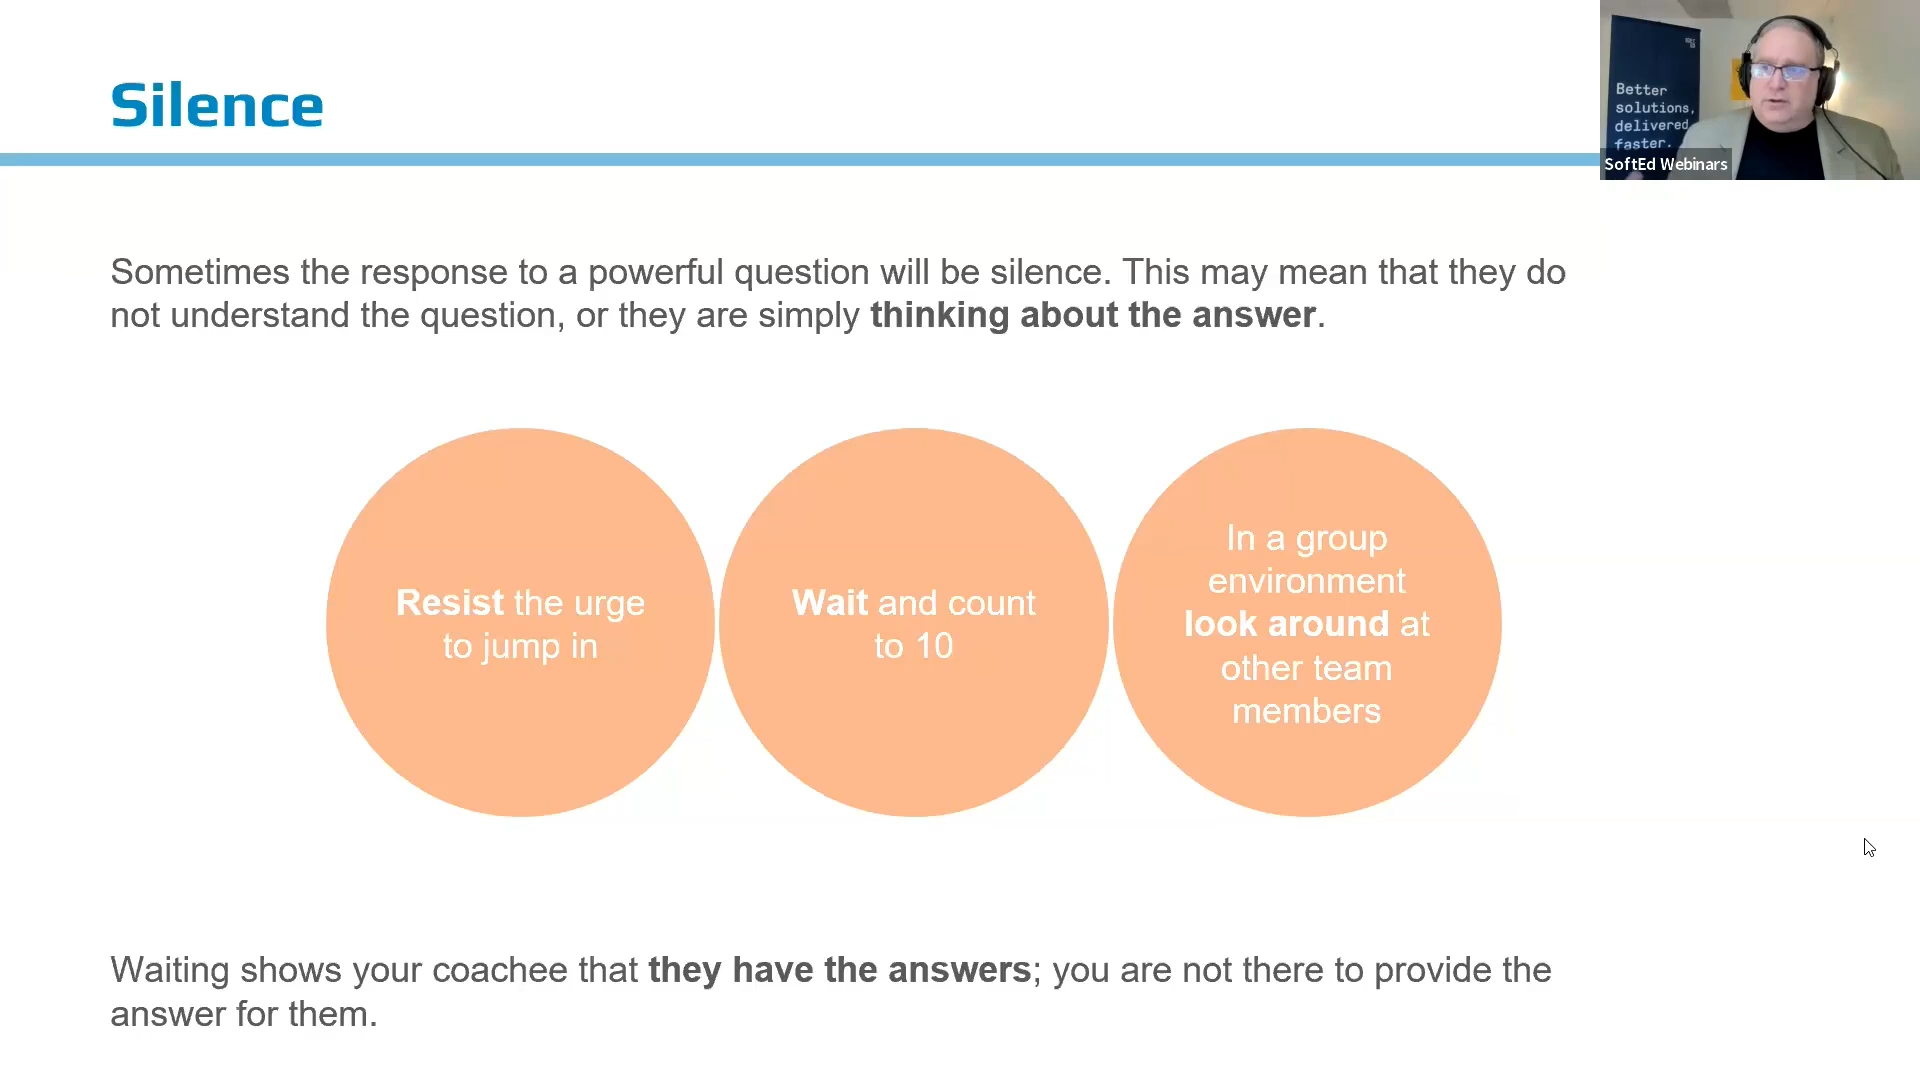 Silence
Better
solutions,
delivered
faster.
SoftEd Webinars
Sometimes the response to a powerful question will be silence. This may mean that they do
not understand the question, or they are simply thinking about the answer.
Resist the urge
to jump in
Wait and count
to 10
In a group
environment
look around at
other team
members
Waiting shows your coachee that they have the answers; you are not there to provide the
answer for them.